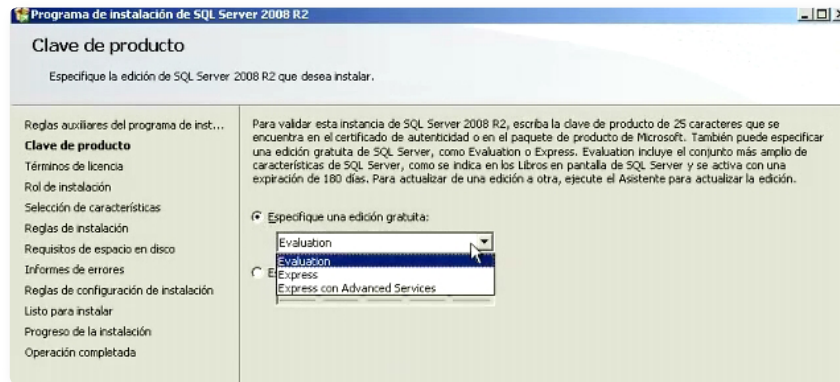 Programa de instalación de SQL Server 2008 R2
Clave de producto
Especifique la edición de SQL Server 2008 R2 que desea instalar.
Reglas auxiliares del programa de inst...
Clave de producto
Términos de licencia
Rol de instalación
Selección de características
Reglas de instalación
Requisitos de espacio en disco
Informes de errores
Reglas de configuración de instalación
Listo para instalar
Progreso de la instalación
Operación completada
Para validar esta instancia de SQL Server 2008 R2, escriba la clave de producto de 25 caracteres que se
encuentra en el certificado de autenticidad o en el paquete de producto de Microsoft. También puede especificar
una edición gratuita de SQL Server, como Evaluation o Express. Evaluation incluye el conjunto más amplio de
características de SQL Server, como se indica en los Libros en pantalla de SQL Server y se activa con una
expiración de 180 días. Para actualizar de una edición a otra, ejecute el Asistente para actualizar la edición.
Especifique una edición gratuita:
Evaluation
Evaluation
Express
Express con Advanced Services